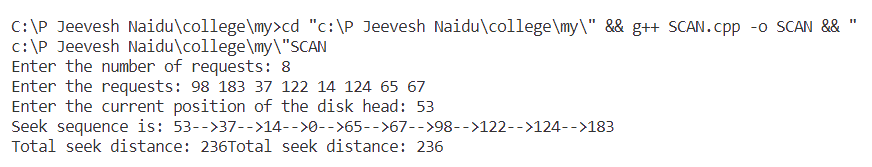 C:\P Jeevesh Naidu\college\my>cd "c:\P Jeevesh Naidu\college\my\" && g++ SCAN.cpp -o SCAN && "
c:\P Jeevesh Naidu\college\my\"SCAN
Enter the number of requests: 8
Enter the requests: 98 183 37 122 14 124 65 67
Enter the current position of the disk head: 53
Seek sequence is: 53-->37-->14-->0-->65-->67-->98-->122-->124-->183
Total seek distance: 236Total seek distance: 236